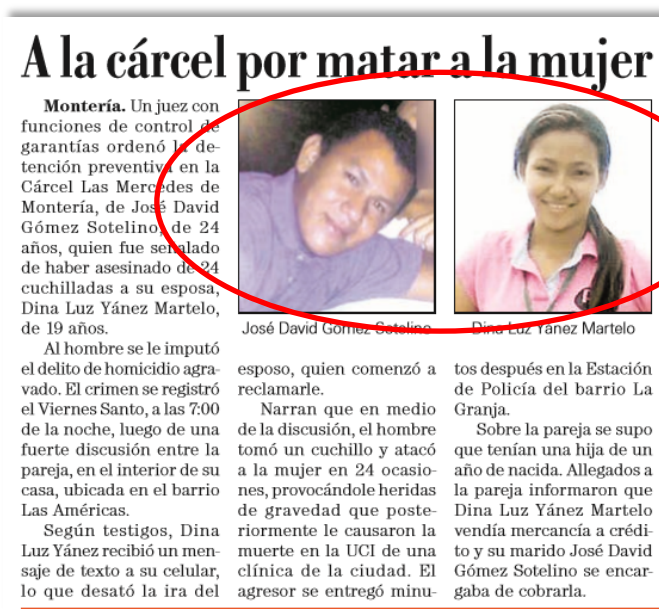 A la cárcel por matar a la mujer
Montería. Un juez con
funciones de control de
garantías ordenó la de-
tención preventiva en la
Cárcel Las Mercedes de
Montería, de José David
Gómez Sotelino, de 24
años, quien fue señalado
de haber asesinado de 24
cuchilladas a su esposa,
Dina Luz Yánez Martelo,
de 19 años.
Al hombre se le imputó
el delito de homicidio agra-
vado. El crimen se registró
el Viernes Santo, a las 7:00
de la noche, luego de una
fuerte discusión entre la
pareja, en el interior de su
casa, ubicada en el barrio
Las Américas.
Según testigos, Dina
Luz Yánez recibió un men-
saje de texto a su celular,
lo que desató la ira del
José David Gómez Sotelino
esposo, quien comenzó a
reclamarle.
Narran que en medio
de la discusión, el hombre
tomó un cuchillo y atacó
a la mujer en 24 ocasio-
nes, provocándole heridas
de gravedad que poste-
riormente le causaron la
muerte en la UCI de una
clínica de la ciudad. El
agresor se entregó minu-
Dina Luz Yánez Martelo
tos después en la Estación
de Policía del barrio La
Granja.
Sobre la pareja se supo
que tenían una hija de un
año de nacida. Allegados a
la pareja informaron que
Dina Luz Yánez Martelo
vendía mercancía a crédi-
to y su marido José David
Gómez Sotelino se encar-
gaba de cobrarla.